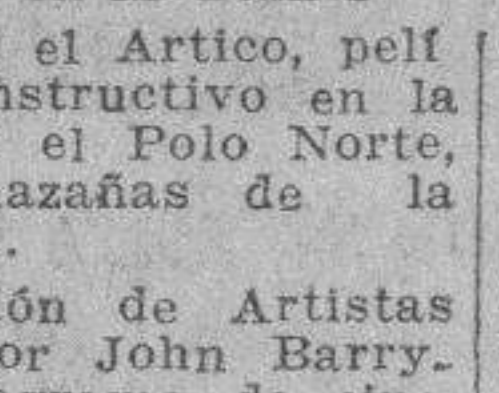 el Artico, pelí
nstructivo en la
el Polo Norte,
azañas de la
.
ón de Artistas
or John Barry-